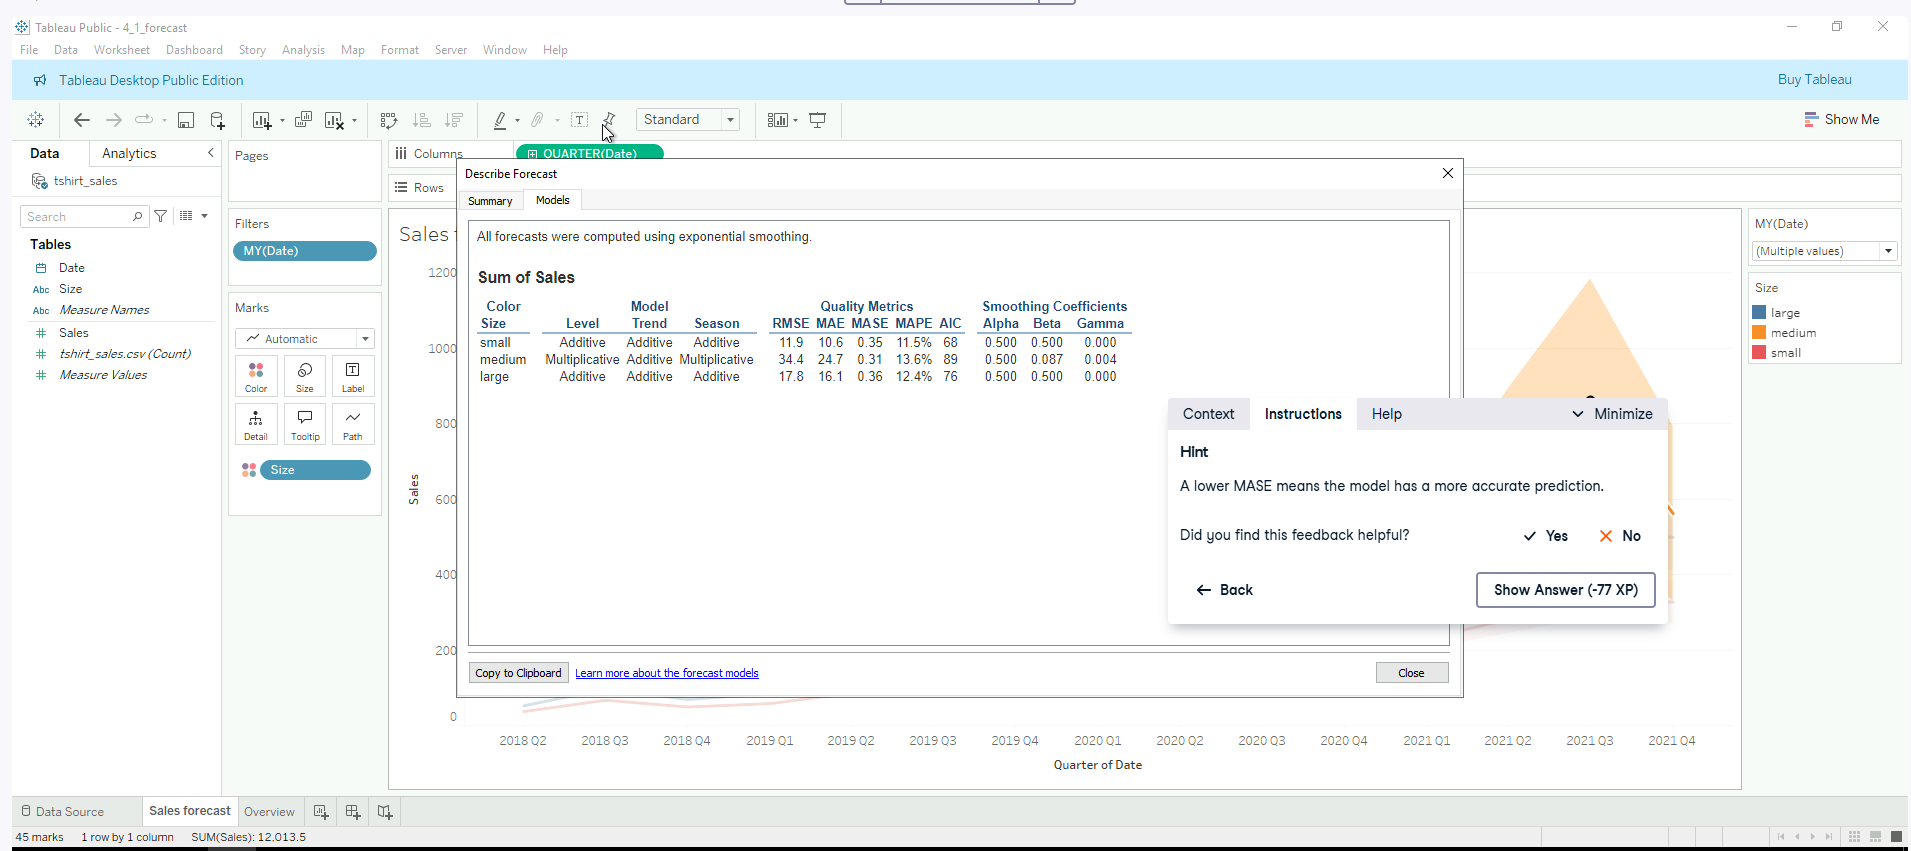 Tableau Public - 4_1_forecast
File Data Worksheet Dashboard Story Analysis Map Format Server Window Help
Tableau Desktop Public Edition
Buy Tableau
Standard
Show Me
Data Analytics
tshirt_sales
Search
Tables
Date
Abc Size
Abc Measure Names
Sales
tshirt_sales.csv (Count)
Measure Values
Pages
Filters
MY(Date)
Marks
Automatic
Color Size Label
Detail Tooltip Path
Size
Columns QUARTER(Date)
Rows
Sales
Describe Forecast
Summary Models
All forecasts were computed using exponential smoothing.
Sum of Sales
Color Model Quality Metrics Smoothing Coefficients
Size Level Trend Season RMSE MAE MASE MAPE AIC Alpha Beta Gamma
small Additive Additive Additive 11.9 10.6 0.35 11.5% 68 0.500 0.500 0.000
medium Multiplicative Additive Multiplicative 34.4 24.7 0.31 13.6% 89 0.500 0.087 0.004
large Additive Additive Additive 17.8 16.1 0.36 12.4% 76 0.500 0.500 0.000
Copy to Clipboard Learn more about the forecast models Close
Context Instructions Help Minimize
Hint
A lower MASE means the model has a more accurate prediction.
Did you find this feedback helpful? Yes No
Back Show Answer (-77 XP)
MY(Date)
(Multiple values)
Size
large
medium
small
1200
1000
800
600
400
200
0
Sales
2018 Q2 2018 Q3 2018 Q4 2019 Q1 2019 Q2 2019 Q3 2019 Q4 2020 Q1 2020 Q2 2020 Q3 2020 Q4 2021 Q1 2021 Q2 2021 Q3 2021 Q4
Quarter of Date
Data Source Sales forecast Overview
45 marks 1 row by 1 column SUM(Sales): 12,013.5